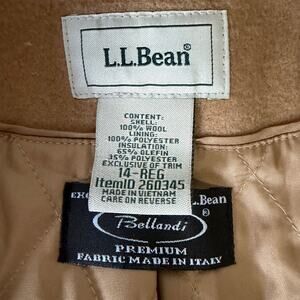 L.L.Bean®
CONTENT:
SHELL:
100% WOOL
LINING:
100% POLYESTER
INSULATION:
65% OLEFIN
35% POLYESTER
EXCLUSIVE OF TRIM
14-REG
ItemID 260345
MADE IN VIETNAM
CARE ON REVERSE
L.Bean
®
Bellandi
PREMIUM
FABRIC MADE IN ITALY